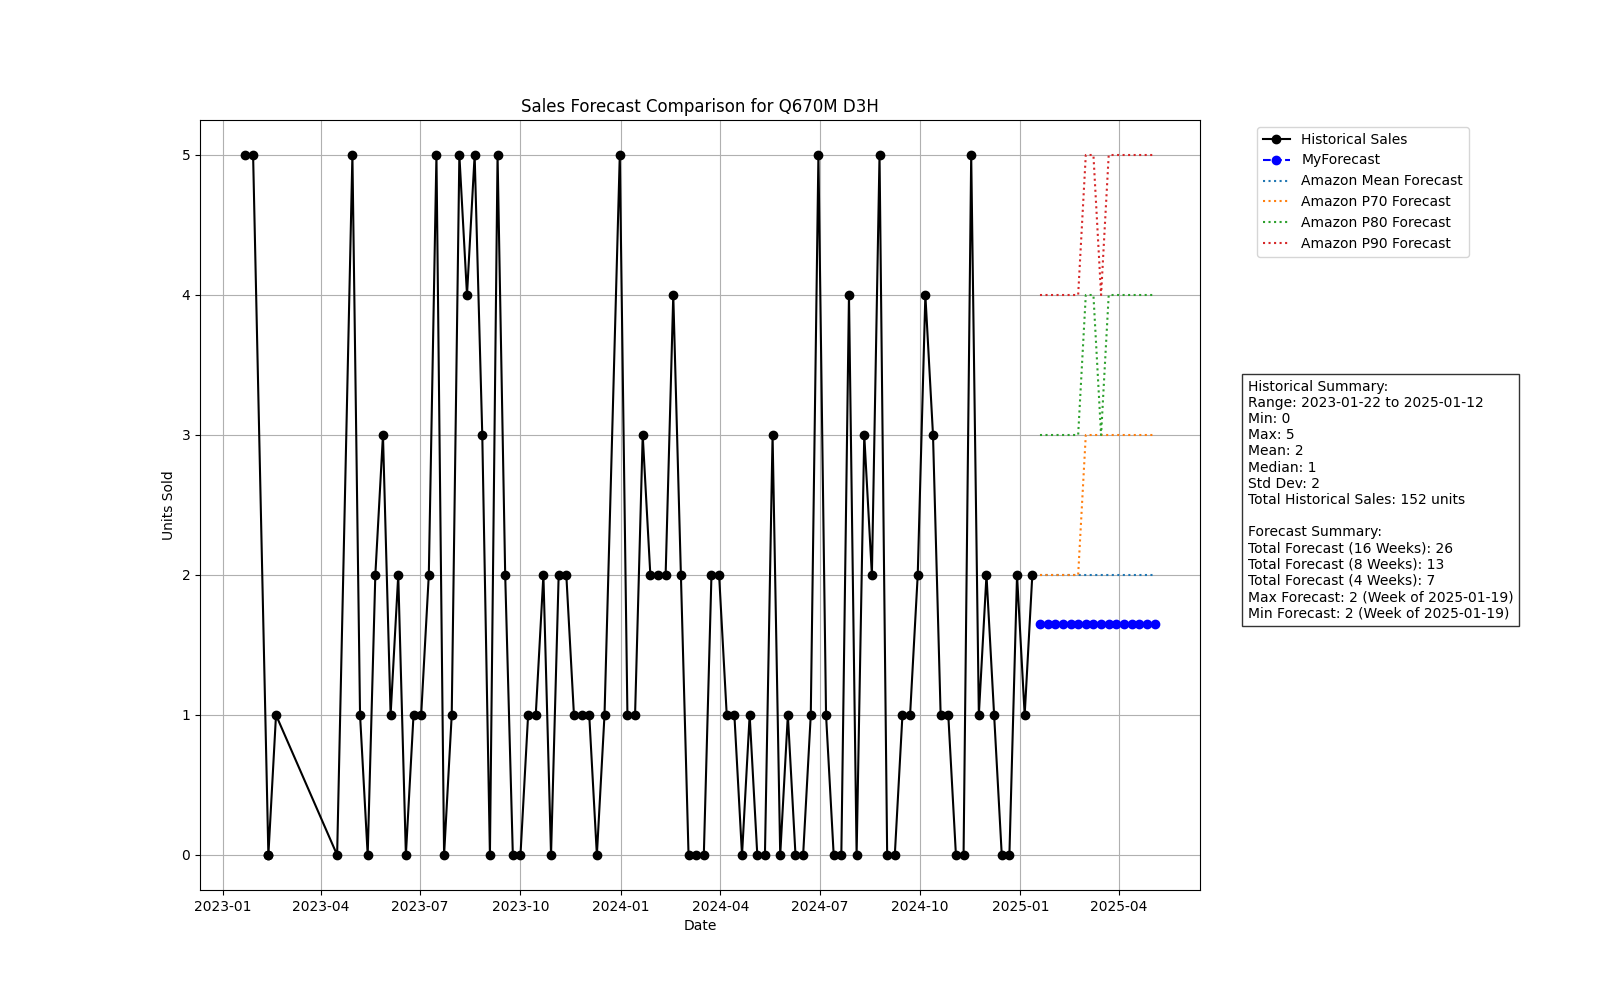 Sales Forecast Comparison for Q670M D3H
Units Sold
5
4
3
2
1
0
2023-01 2023-04 2023-07 2023-10 2024-01 2024-04 2024-07 2024-10 2025-01 2025-04
Date
Historical Sales
MyForecast
Amazon Mean Forecast
Amazon P70 Forecast
Amazon P80 Forecast
Amazon P90 Forecast
Historical Summary:
Range: 2023-01-22 to 2025-01-12
Min: 0
Max: 5
Mean: 2
Median: 1
Std Dev: 2
Total Historical Sales: 152 units
Forecast Summary:
Total Forecast (16 Weeks): 26
Total Forecast (8 Weeks): 13
Total Forecast (4 Weeks): 7
Max Forecast: 2 (Week of 2025-01-19)
Min Forecast: 2 (Week of 2025-01-19)